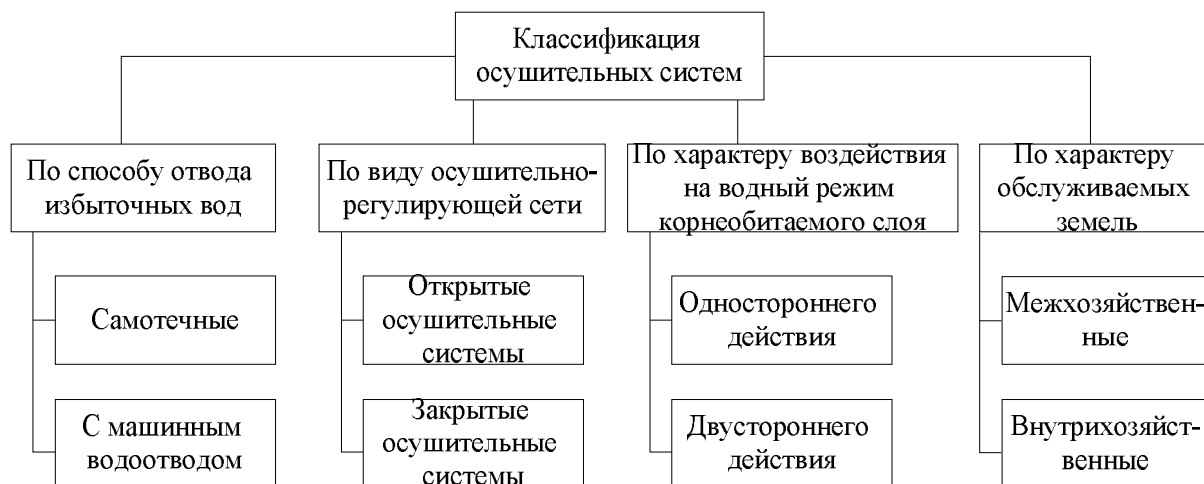 Классификация
осушительных систем
По способу отвода
избыточных вод
По виду осушительно-
регулирующей сети
По характеру воздействия
на водный режим
корнеобитаемого слоя
По характеру
обслуживаемых
земель
Самотечные
Открытые
осушительные
системы
Одностороннего
действия
Межхозяйствен-
ные
С машинным
водоотводом
Закрытые
осушительные
системы
Двустороннего
действия
Внутрихозяйст-
венные